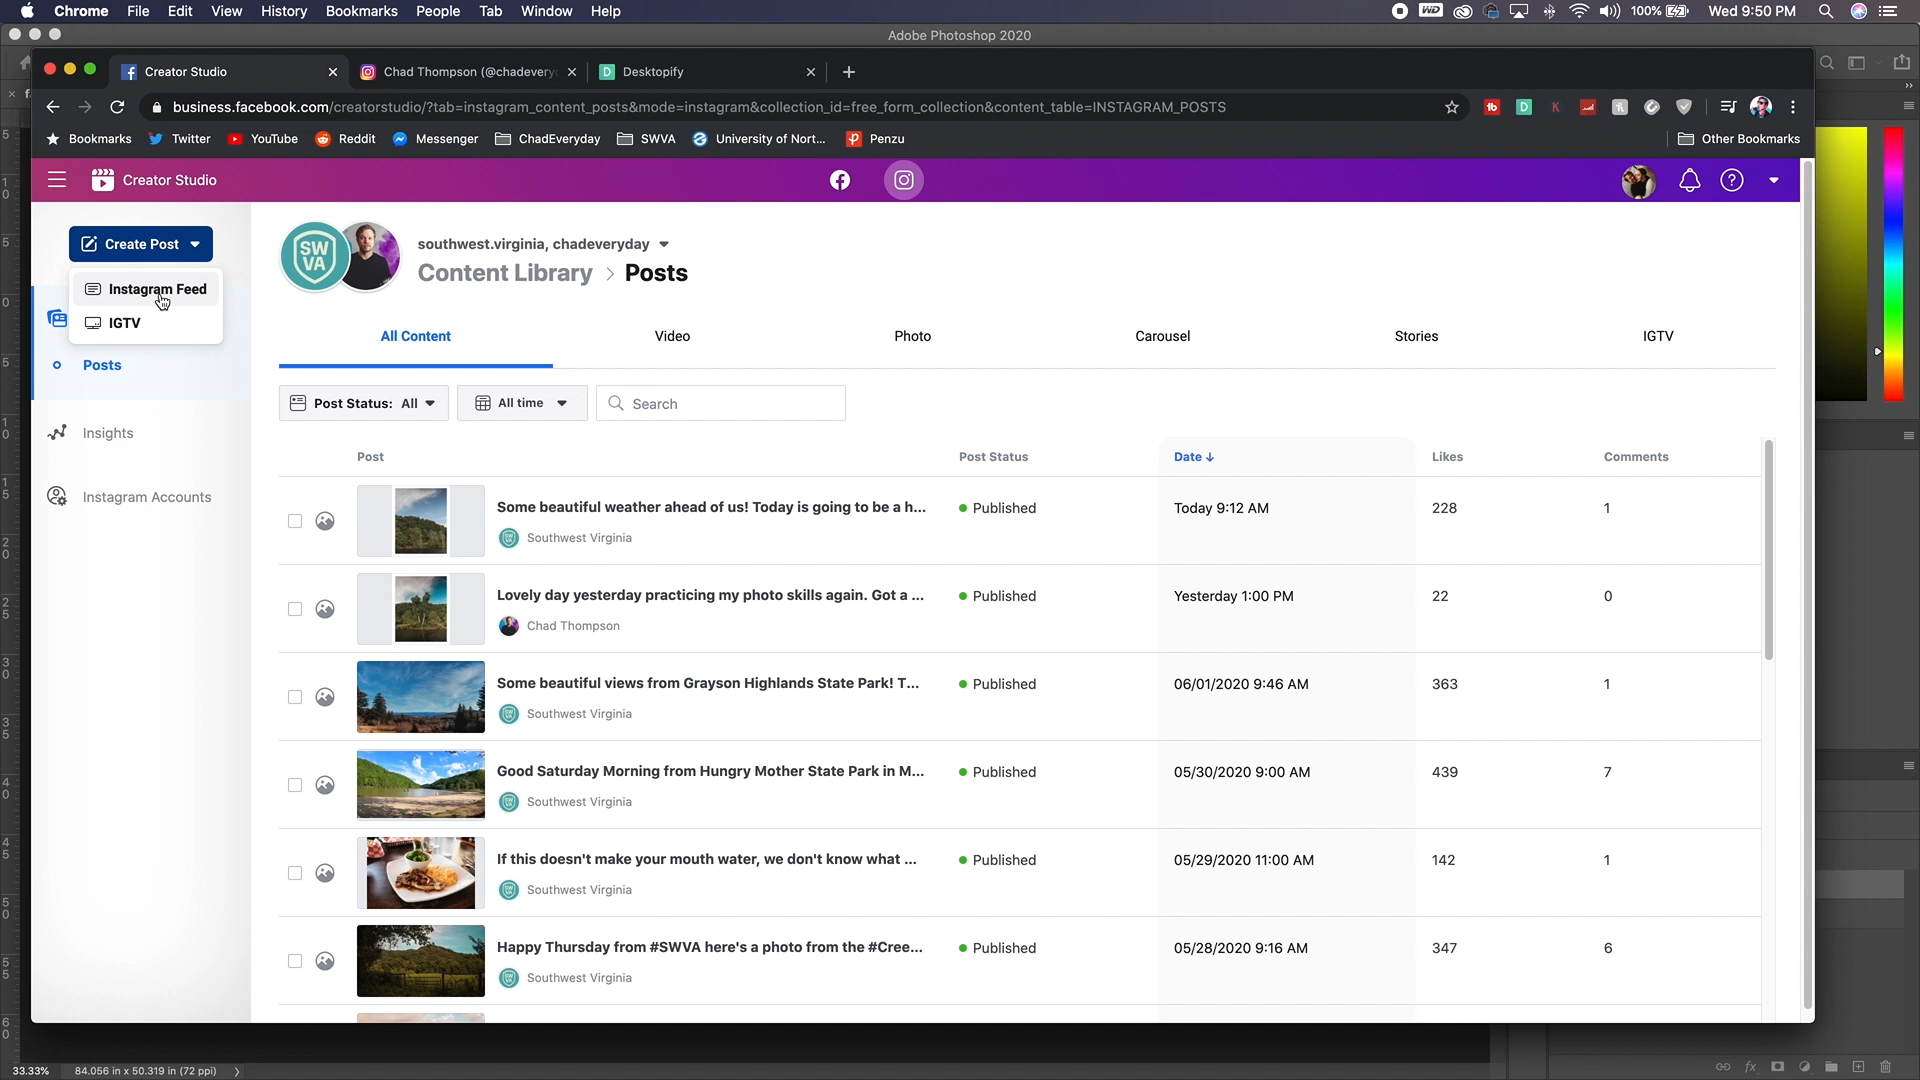 Chrome File Edit View History Bookmarks People Tab Window Help 100% Wed 9:50 PM
Adobe Photoshop 2020
Creator Studio Chad Thompson (@chadevery Desktopify
business.facebook.com/creatorstudio/?tab=instagram_content_posts&mode=instagram&collection_id=free_form_collection&content_table=INSTAGRAM_POSTS
Bookmarks Twitter YouTube Reddit Messenger ChadEveryday SWVA University of Nort... Penzu Other Bookmarks
Creator Studio
Create Post
Instagram Feed
IGTV
Posts
Insights
Instagram Accounts
SW
VA
southwest.virginia, chadeveryday
Content Library > Posts
All Content Video Photo Carousel Stories IGTV
Post Status: All All time Search
Post Post Status Date ↓ Likes Comments
Some beautiful weather ahead of us! Today is going to be a h... Published Today 9:12 AM 228 1
Southwest Virginia
Lovely day yesterday practicing my photo skills again. Got a ... Published Yesterday 1:00 PM 22 0
Chad Thompson
Some beautiful views from Grayson Highlands State Park! T... Published 06/01/2020 9:46 AM 363 1
Southwest Virginia
Good Saturday Morning from Hungry Mother State Park in M... Published 05/30/2020 9:00 AM 439 7
Southwest Virginia
If this doesn't make your mouth water, we don't know what ... Published 05/29/2020 11:00 AM 142 1
Southwest Virginia
Happy Thursday from #SWVA here's a photo from the #Cree... Published 05/28/2020 9:16 AM 347 6
Southwest Virginia
33.33% 84.056 in x 50.319 in (72 ppi)